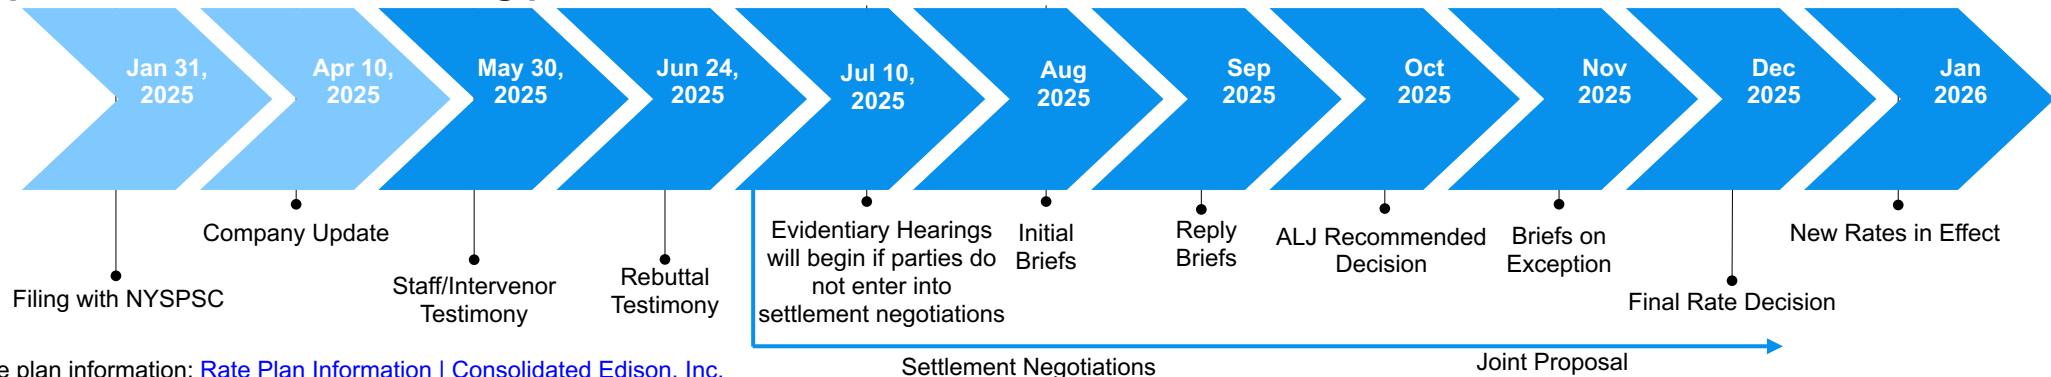 Jan 31,
2025
Apr 10,
2025
May 30,
2025
Jun 24,
2025
Jul 10,
2025
Aug
2025
Sep
2025
Oct
2025
Nov
2025
Dec
2025
Jan
2026
Filing with NYSPSC
Company Update
Staff/Intervenor
Testimony
Rebuttal
Testimony
Evidentiary Hearings
will begin if parties do
not enter into
settlement negotiations
Initial
Briefs
Reply
Briefs
ALJ Recommended
Decision
Briefs on
Exception
Final Rate Decision
New Rates in Effect
Settlement Negotiations
Joint Proposal
plan information: Rate Plan Information | Consolidated Edison, Inc.